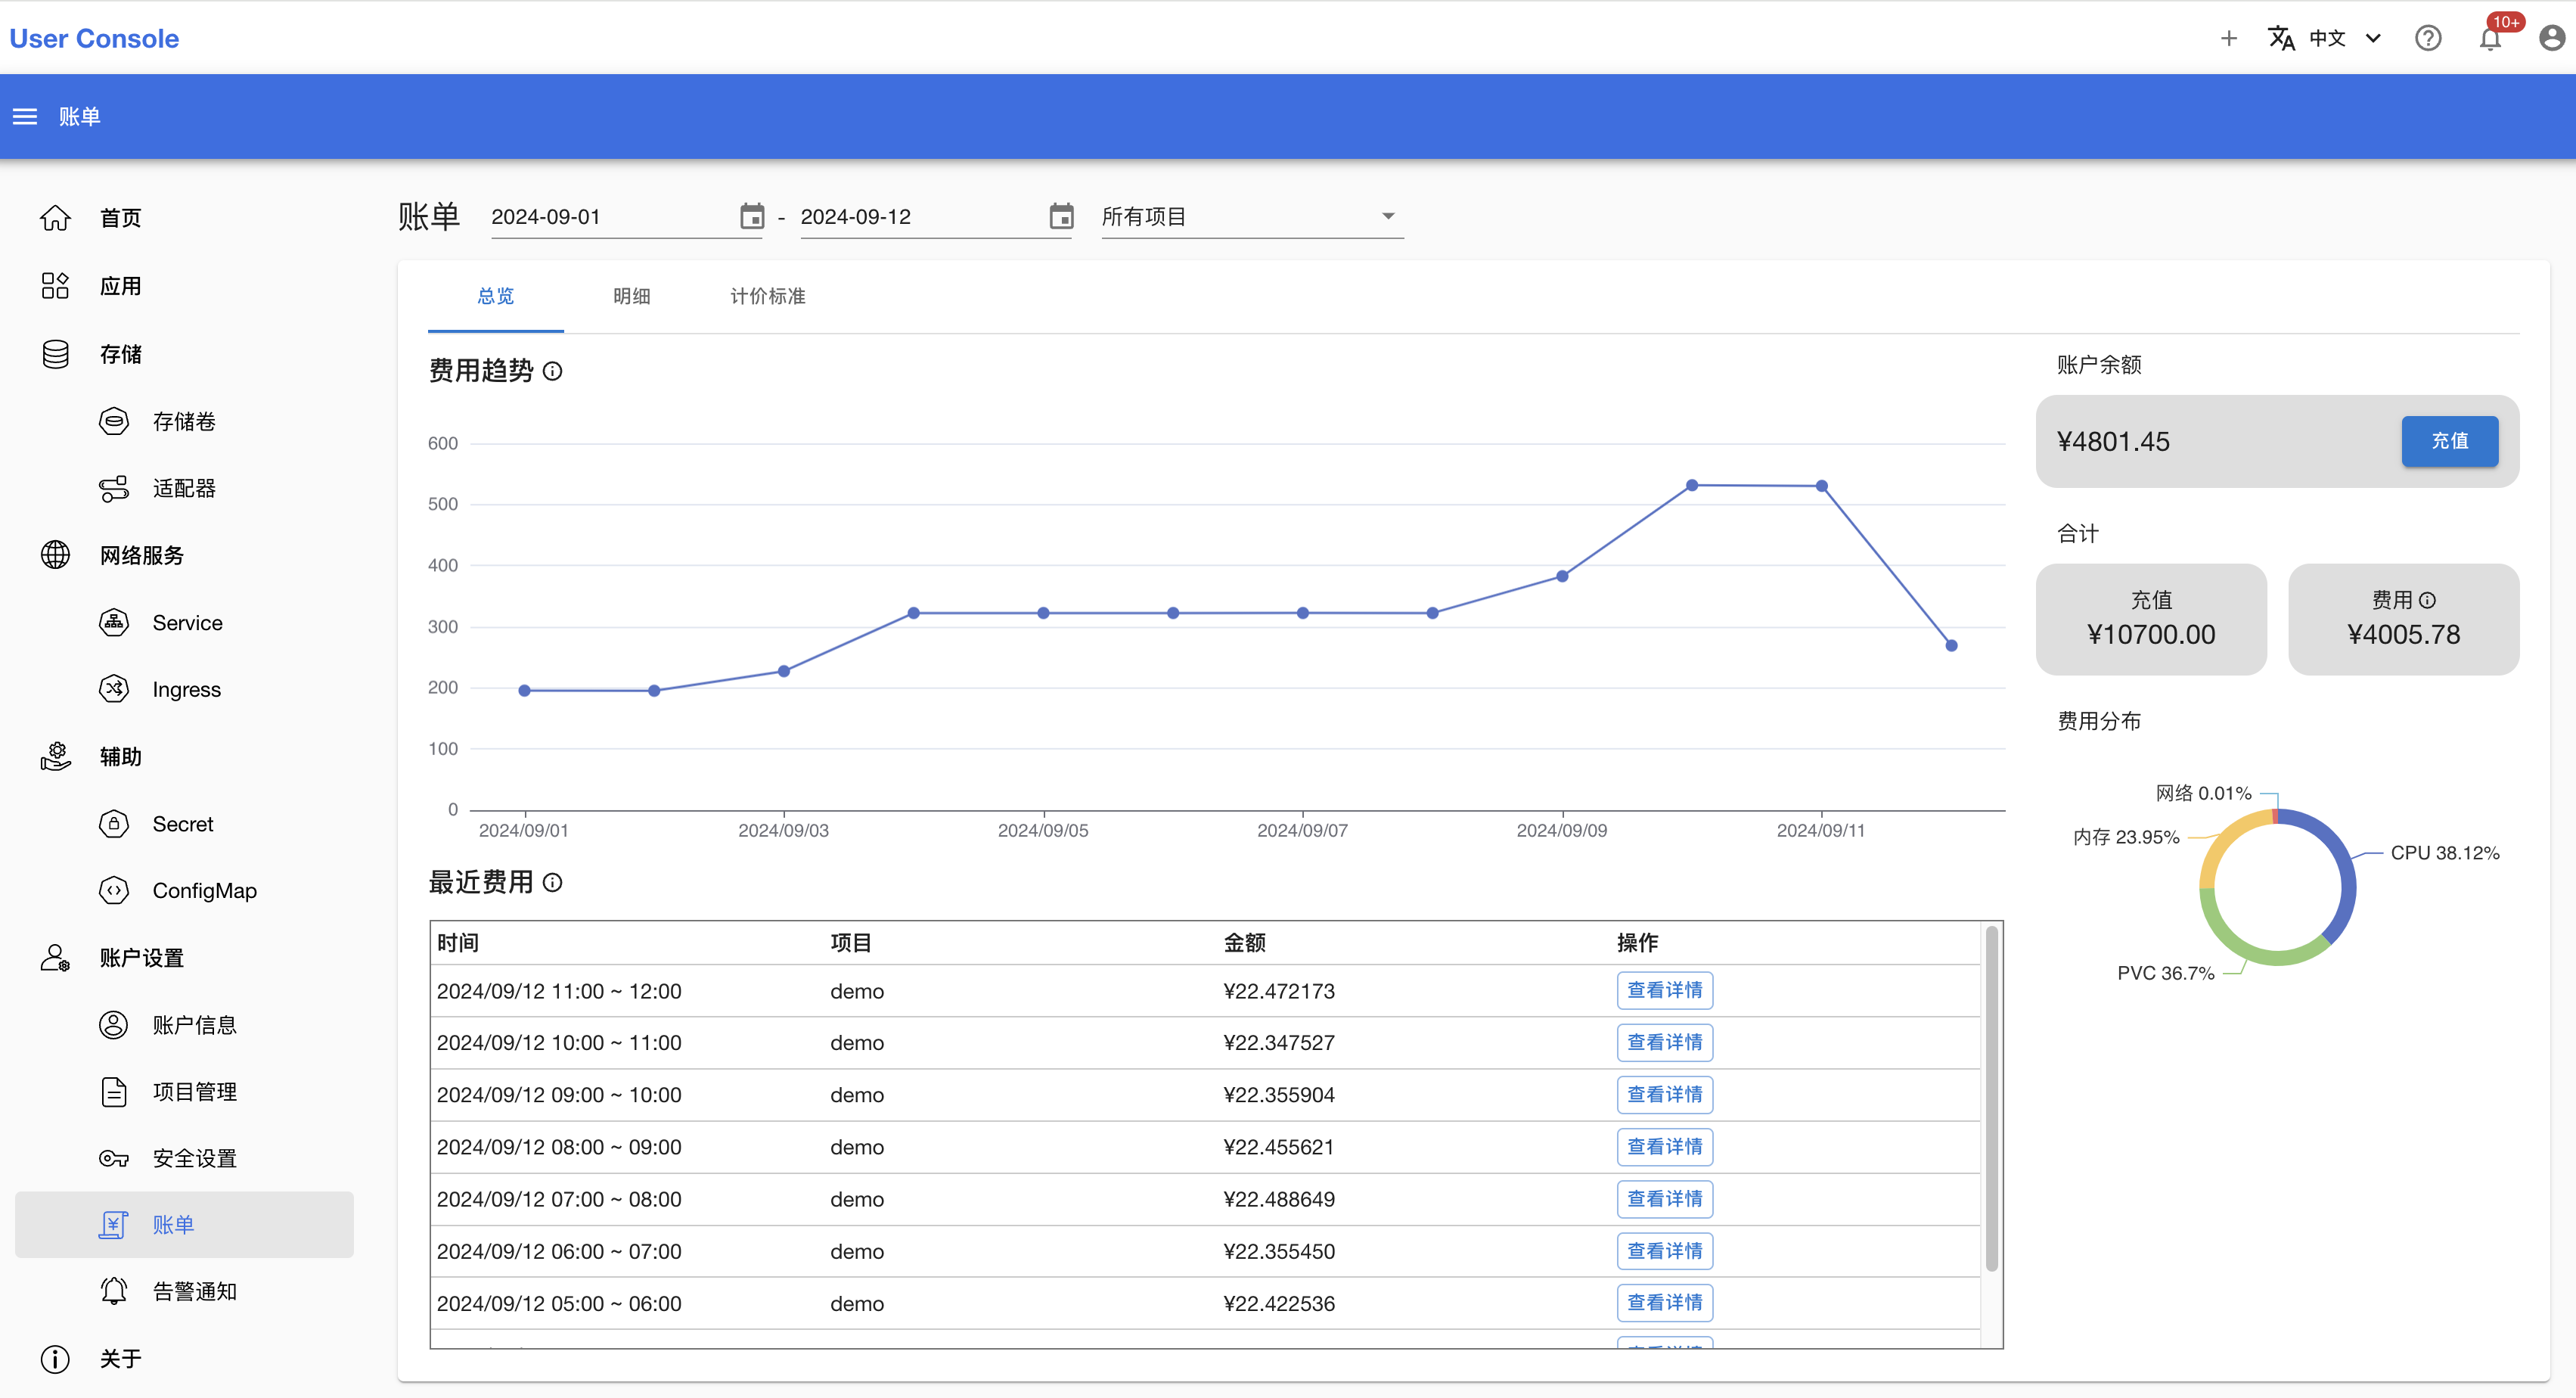 User Console
中文
10+
账单
首页
应用
存储
存储卷
适配器
网络服务
Service
Ingress
辅助
Secret
ConfigMap
账户设置
账户信息
项目管理
安全设置
账单
告警通知
关于
账单 2024-09-01 - 2024-09-12 所有项目
总览 明细 计价标准
费用趋势
600
500
400
300
200
100
0
2024/09/01 2024/09/03 2024/09/05 2024/09/07 2024/09/09 2024/09/11
最近费用
时间 项目 金额 操作
2024/09/12 11:00 ~ 12:00 demo ¥22.472173 查看详情
2024/09/12 10:00 ~ 11:00 demo ¥22.347527 查看详情
2024/09/12 09:00 ~ 10:00 demo ¥22.355904 查看详情
2024/09/12 08:00 ~ 09:00 demo ¥22.455621 查看详情
2024/09/12 07:00 ~ 08:00 demo ¥22.488649 查看详情
2024/09/12 06:00 ~ 07:00 demo ¥22.355450 查看详情
2024/09/12 05:00 ~ 06:00 demo ¥22.422536 查看详情
账户余额
¥4801.45 充值
合计
充值
¥10700.00
费用
¥4005.78
费用分布
网络 0.01%
内存 23.95%
CPU 38.12%
PVC 36.7%